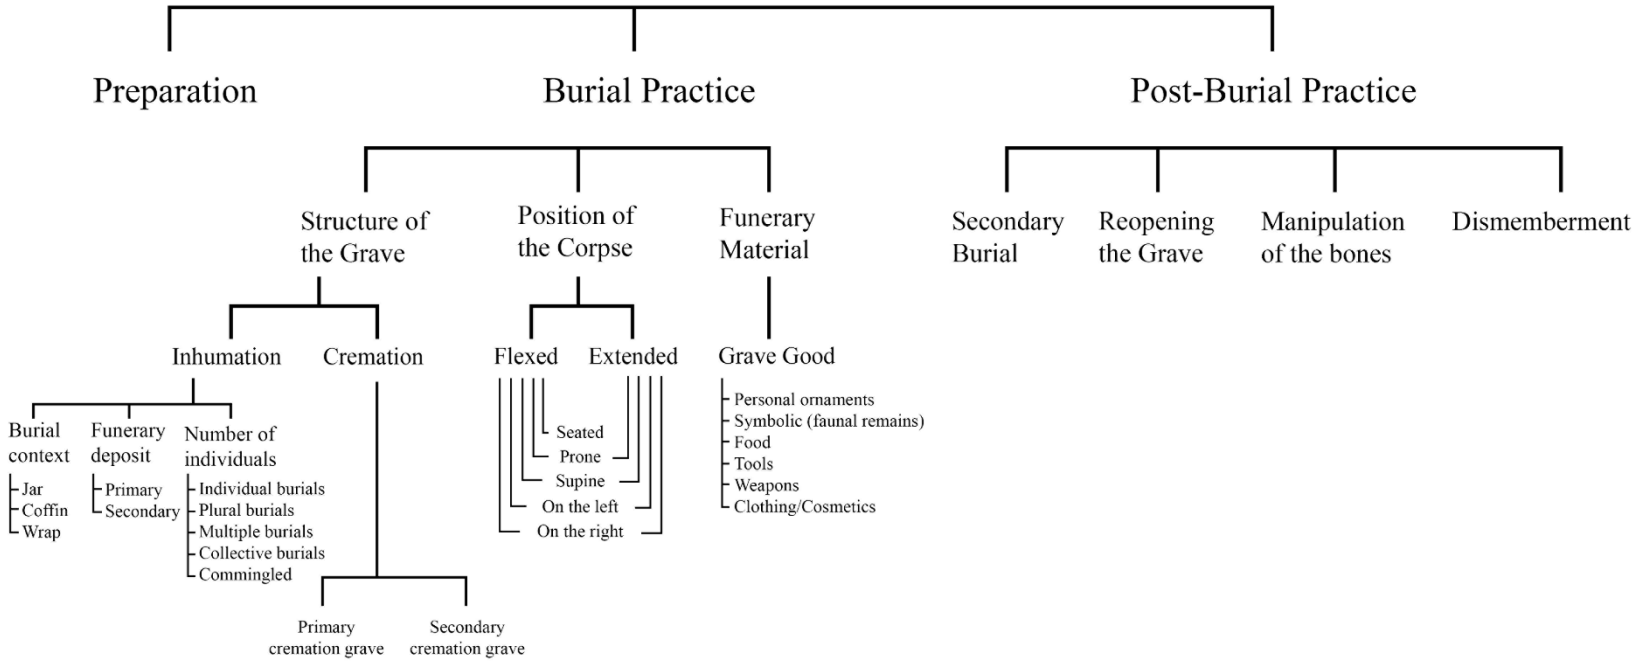 Preparation
Burial Practice
Post-Burial Practice
Structure of
the Grave
Position of
the Corpse
Funerary
Material
Secondary
Burial
Reopening
the Grave
Manipulation
of the bones
Dismemberment
Inhumation
Cremation
Flexed
Extended
Grave Good
Burial
context
Jar
Coffin
Wrap
Funerary
deposit
Primary
Secondary
Number of
individuals
Individual burials
Plural burials
Multiple burials
Collective burials
Commingled
Primary
cremation grave
Secondary
cremation grave
Seated
Prone
Supine
On the left
On the right
Personal ornaments
Symbolic (faunal remains)
Food
Tools
Weapons
Clothing/Cosmetics